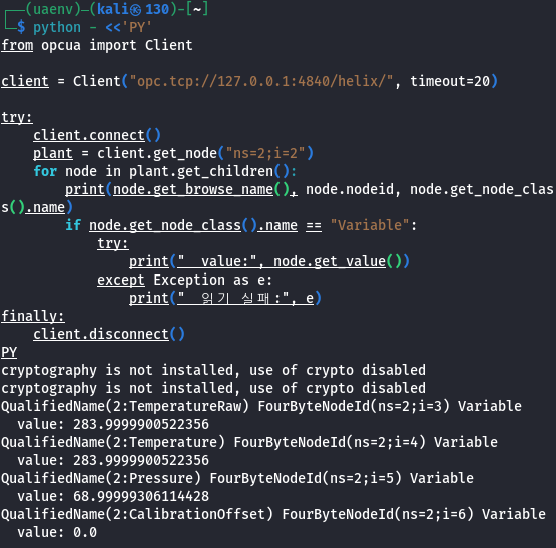 ┌──(uaenv)─(kali㉿130)-[~]
└─$ python - <<'PY'
from opcua import Client
client = Client("opc.tcp://127.0.0.1:4840/helix/", timeout=20)
try:
    client.connect()
    plant = client.get_node("ns=2;i=2")
    for node in plant.get_children():
        print(node.get_browse_name(), node.nodeid, node.get_node_clas
s().name)
        if node.get_node_class().name == "Variable":
            try:
                print("  value:", node.get_value())
            except Exception as e:
                print("  읽기 실패:", e)
finally:
    client.disconnect()
PY
cryptography is not installed, use of crypto disabled
cryptography is not installed, use of crypto disabled
QualifiedName(2:TemperatureRaw) FourByteNodeId(ns=2;i=3) Variable
  value: 283.9999900522356
QualifiedName(2:Temperature) FourByteNodeId(ns=2;i=4) Variable
  value: 283.9999900522356
QualifiedName(2:Pressure) FourByteNodeId(ns=2;i=5) Variable
  value: 68.99999306114428
QualifiedName(2:CalibrationOffset) FourByteNodeId(ns=2;i=6) Variable
  value: 0.0